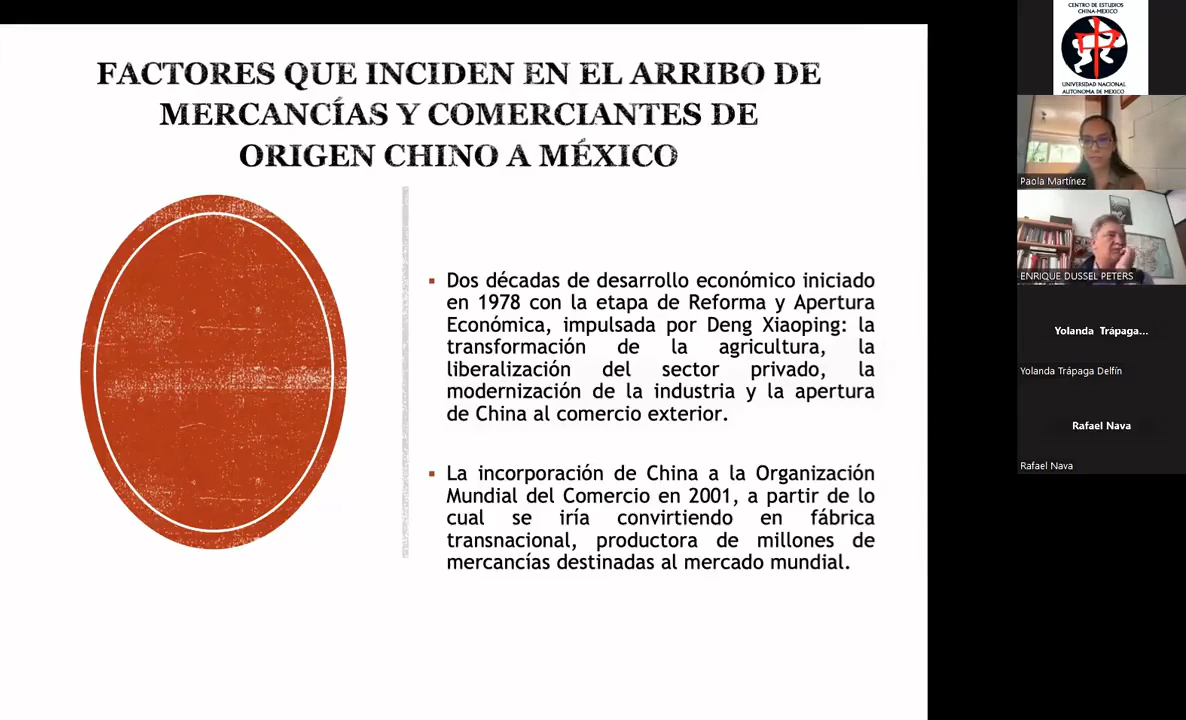 FACTORES QUE INCIDEN EN EL ARRIBO DE
MERCANCÍAS Y COMERCIANTES DE
ORIGEN CHINO A MÉXICO
▪ Dos décadas de desarrollo económico iniciado
en 1978 con la etapa de Reforma y Apertura
Económica, impulsada por Deng Xiaoping: la
transformación de la agricultura, la
liberalización del sector privado, la
modernización de la industria y la apertura
de China al comercio exterior.
▪ La incorporación de China a la Organización
Mundial del Comercio en 2001, a partir de lo
cual se iría convirtiendo en fábrica
transnacional, productora de millones de
mercancías destinadas al mercado mundial.
CENTRO DE ESTUDIOS
CHINA-MEXICO
UNIVERSIDAD NACIONAL
AUTONOMA DE MEXICO
Paola Martínez
ENRIQUE DUSSEL PETERS
Yolanda Trápaga...
Yolanda Trápaga Delfín
Rafael Nava
Rafael Nava